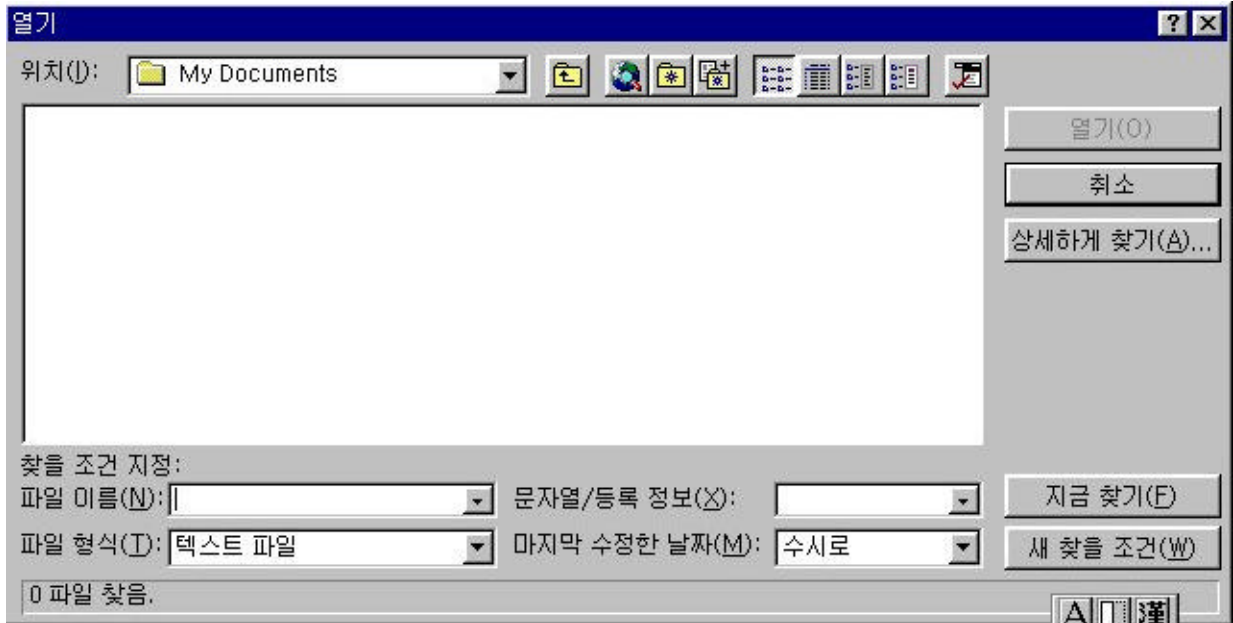 열기
위치(I): My Documents
열기(O)
취소
상세하게 찾기(A)...
찾을 조건 지정:
파일 이름(N): 문자열/등록 정보(X): 지금 찾기(F)
파일 형식(T): 텍스트 파일 마지막 수정한 날짜(M): 수시로 새 찾을 조건(W)
0 파일 찾음.
A 漢